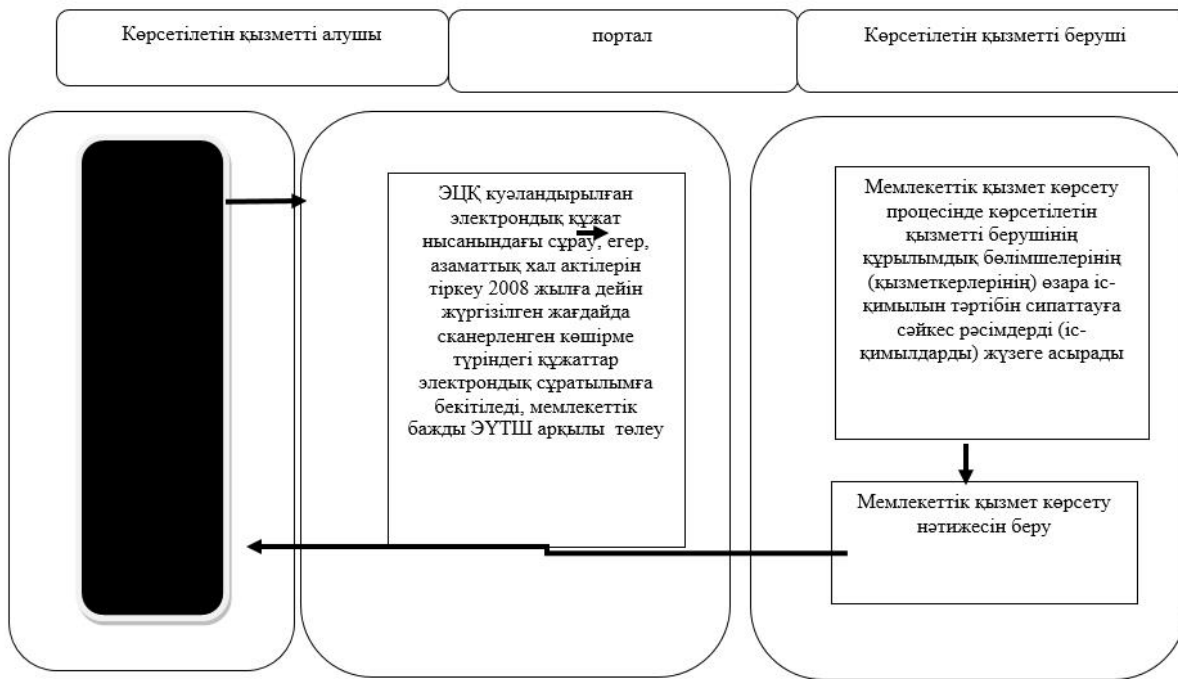 Көрсетілетін қызметті алушы
портал
Көрсетілетін қызметті беруші
ЭЦҚ куәландырылған
электрондық құжат
нысанындағы сұрау, егер,
азаматтық хал актілерін
тіркеу 2008 жылға дейін
жүргізілген жағдайда
сканерленген көшірме
түріндегі құжаттар
электрондық сұратылымға
бекітіледі, мемлекеттік
бажды ЭҮТШ арқылы төлеу
Мемлекеттік қызмет көрсету
процесінде көрсетілетін
қызметті берушінің
құрылымдық бөлімшелерінің
(қызметкерлерінің) өзара іс-
қимылын тәртібін сипаттауға
сәйкес рәсімдерді (іс-
қимылдарды) жүзеге асырады
Мемлекеттік қызмет көрсету
нәтижесін беру